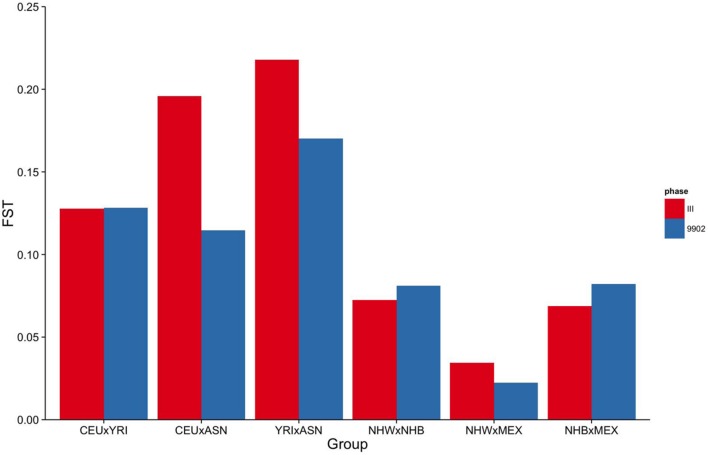 0.25
0.20
0.15
0.10
0.05
0.00
FST
CEUxYRI CEUxASN YRIxASN NHWxNHB NHWxMEX NHBxMEX
Group
phase
III
9902